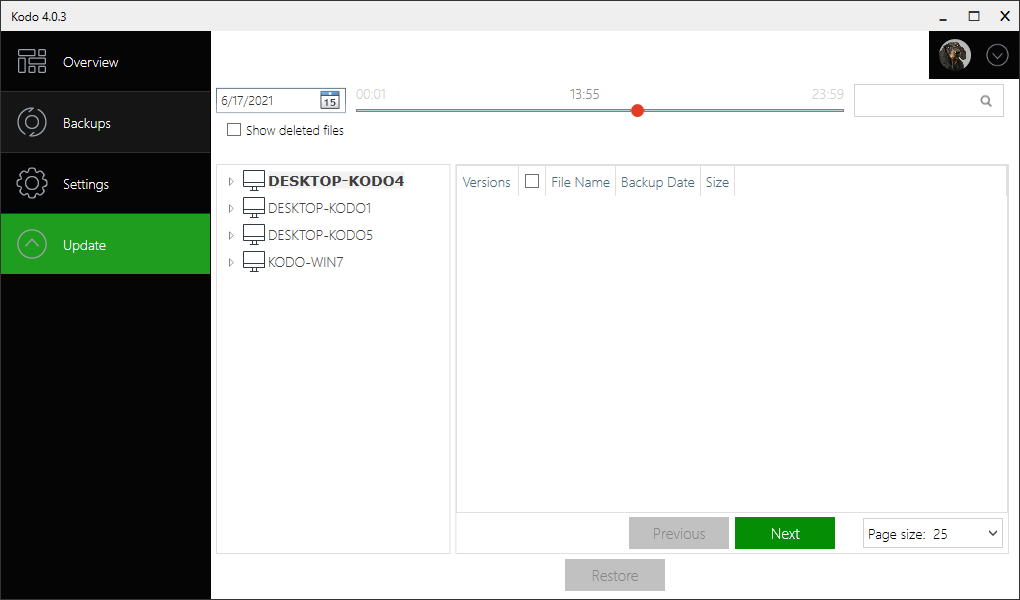 Kodo 4.0.3
Overview
Backups
Settings
Update
6/17/2021
15
00:01
13:55
23:59
Show deleted files
DESKTOP-KODO4
DESKTOP-KODO1
DESKTOP-KODO5
KODO-WIN7
Versions File Name Backup Date Size
Previous Next Page size: 25
Restore